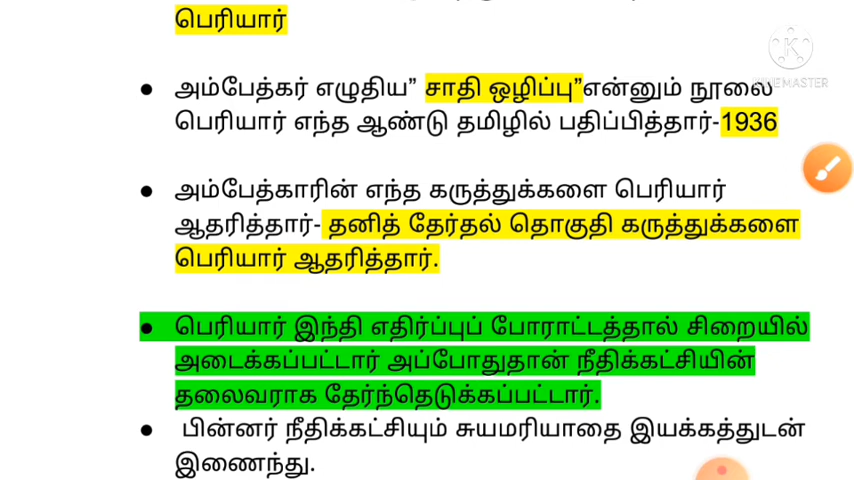 பெரியார்
KINEMASTER
● அம்பேத்கர் எழுதிய” சாதி ஒழிப்பு”என்னும் நூலை
பெரியார் எந்த ஆண்டு தமிழில் பதிப்பித்தார்-1936
● அம்பேத்காரின் எந்த கருத்துக்களை பெரியார்
ஆதரித்தார்- தனித் தேர்தல் தொகுதி கருத்துக்களை
பெரியார் ஆதரித்தார்.
● பெரியார் இந்தி எதிர்ப்புப் போராட்டத்தால் சிறையில்
அடைக்கப்பட்டார் அப்போதுதான் நீதிக்கட்சியின்
தலைவராக தேர்ந்தெடுக்கப்பட்டார்.
● பின்னர் நீதிக்கட்சியும் சுயமரியாதை இயக்கத்துடன்
இணைந்து.